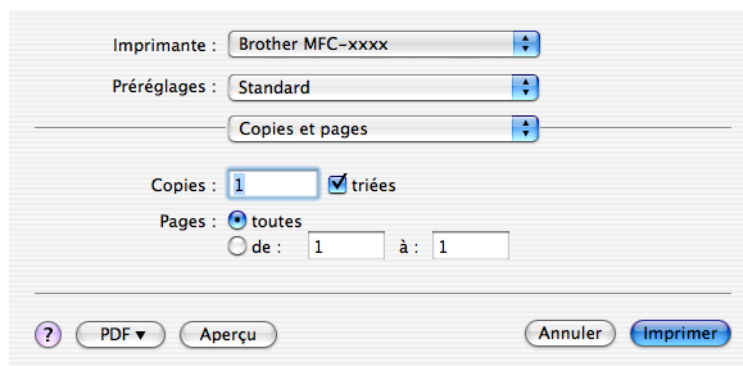 Imprimante : Brother MFC-xxxx
Préréglages : Standard
Copies et pages
Copies : 1 triées
Pages : toutes
de : 1 à : 1
? PDF ▼ Aperçu Annuler Imprimer